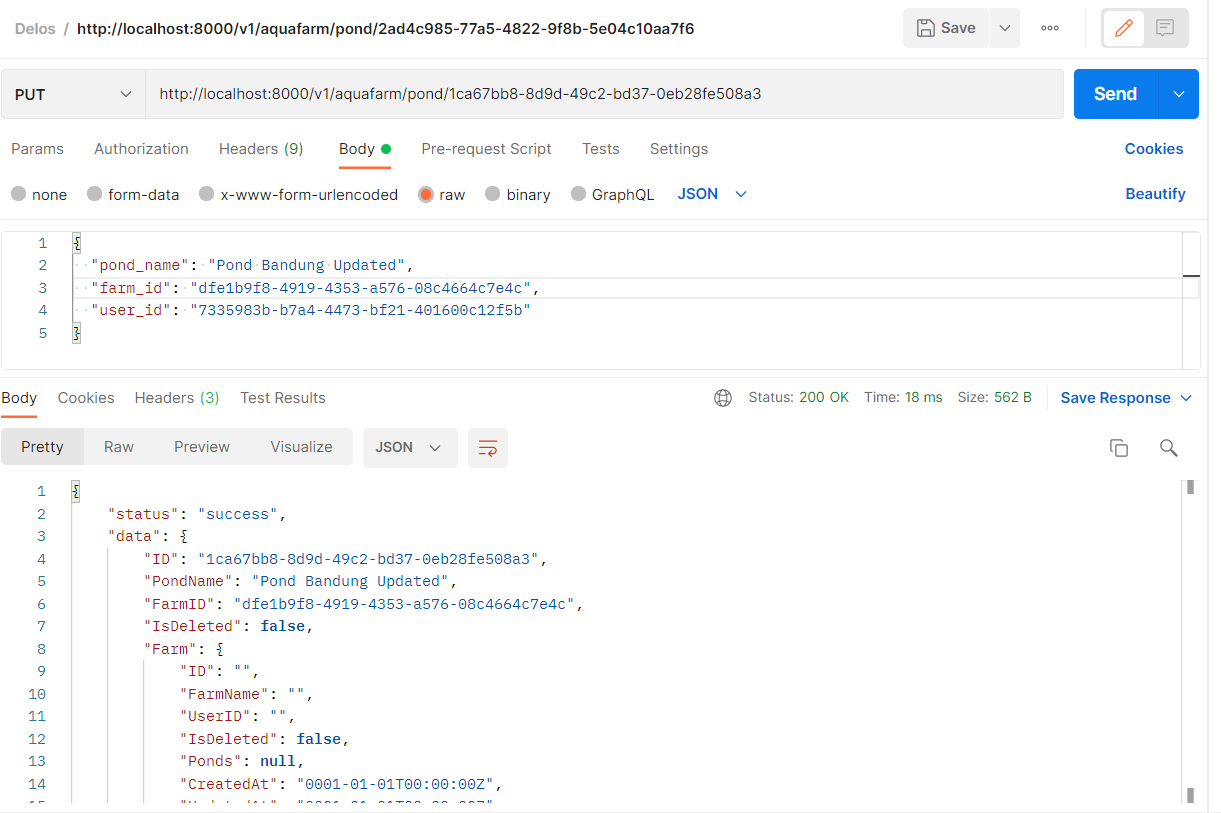 Delos / http://localhost:8000/v1/aquafarm/pond/2ad4c985-77a5-4822-9f8b-5e04c10aa7f6 Save
PUT http://localhost:8000/v1/aquafarm/pond/1ca67bb8-8d9d-49c2-bd37-0eb28fe508a3 Send
Params Authorization Headers (9) Body Pre-request Script Tests Settings Cookies
none form-data x-www-form-urlencoded raw binary GraphQL JSON Beautify
1 {
2 "pond_name": "Pond Bandung Updated",
3 "farm_id": "dfe1b9f8-4919-4353-a576-08c4664c7e4c",
4 "user_id": "7335983b-b7a4-4473-bf21-401600c12f5b"
5 }
Body Cookies Headers (3) Test Results Status: 200 OK Time: 18 ms Size: 562 B Save Response
Pretty Raw Preview Visualize JSON
1 {
2 "status": "success",
3 "data": {
4 "ID": "1ca67bb8-8d9d-49c2-bd37-0eb28fe508a3",
5 "PondName": "Pond Bandung Updated",
6 "FarmID": "dfe1b9f8-4919-4353-a576-08c4664c7e4c",
7 "IsDeleted": false,
8 "Farm": {
9 "ID": "",
10 "FarmName": "",
11 "UserID": "",
12 "IsDeleted": false,
13 "Ponds": null,
14 "CreatedAt": "0001-01-01T00:00:00Z",